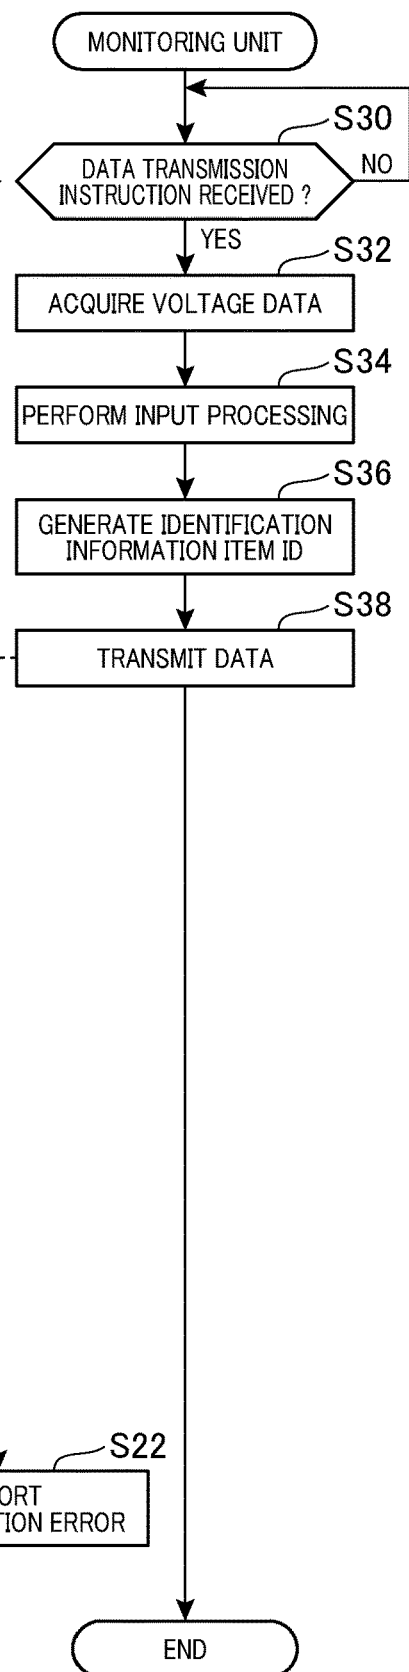 MONITORING UNIT
S30
DATA TRANSMISSION
INSTRUCTION RECEIVED ?
NO
YES
S32
ACQUIRE VOLTAGE DATA
S34
PERFORM INPUT PROCESSING
S36
GENERATE IDENTIFICATION
INFORMATION ITEM ID
S38
TRANSMIT DATA
S22
ORT
TION ERROR
END